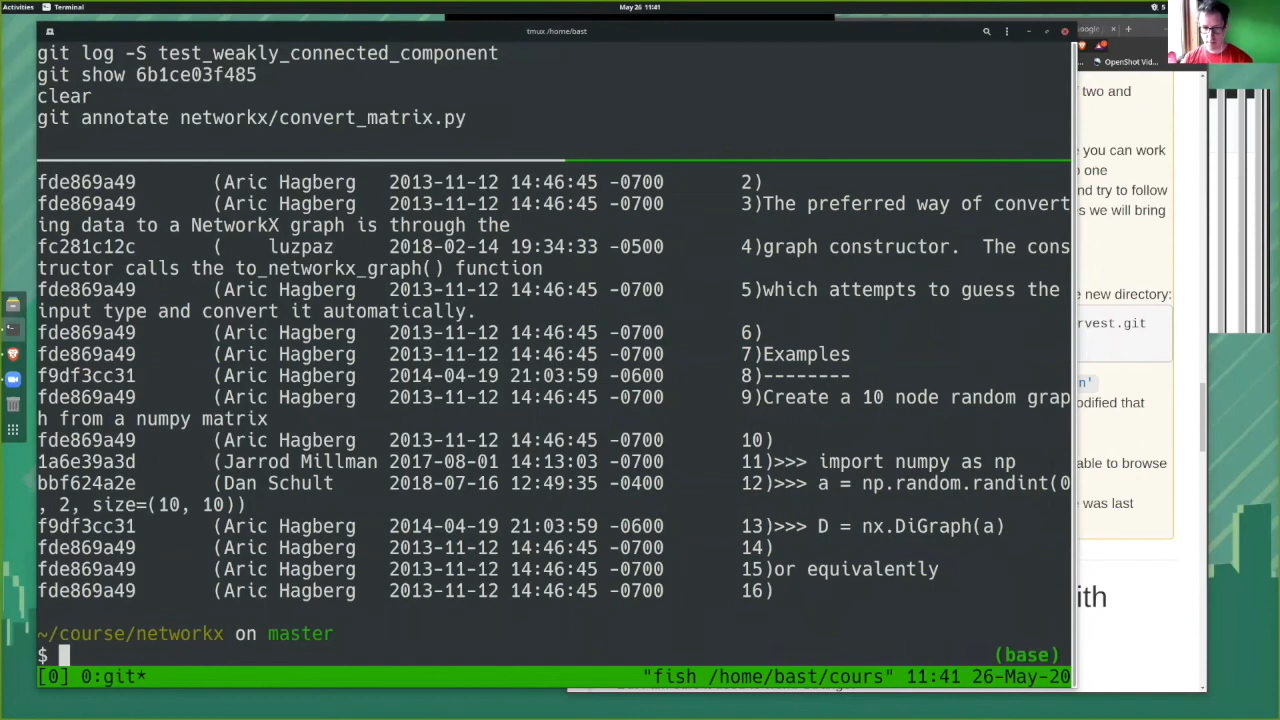 Activities Terminal May 26 11:41 5
tmux /home/bast
git log -S test_weakly_connected_component
git show 6b1ce03f485
clear
git annotate networkx/convert_matrix.py
fde869a49 (Aric Hagberg 2013-11-12 14:46:45 -0700 2)
fde869a49 (Aric Hagberg 2013-11-12 14:46:45 -0700 3)The preferred way of convert
ing data to a NetworkX graph is through the
fc281c12c ( luzpaz 2018-02-14 19:34:33 -0500 4)graph constructor. The cons
tructor calls the to_networkx_graph() function
fde869a49 (Aric Hagberg 2013-11-12 14:46:45 -0700 5)which attempts to guess the
input type and convert it automatically.
fde869a49 (Aric Hagberg 2013-11-12 14:46:45 -0700 6)
fde869a49 (Aric Hagberg 2013-11-12 14:46:45 -0700 7)Examples
f9df3cc31 (Aric Hagberg 2014-04-19 21:03:59 -0600 8)--------
fde869a49 (Aric Hagberg 2013-11-12 14:46:45 -0700 9)Create a 10 node random grap
h from a numpy matrix
fde869a49 (Aric Hagberg 2013-11-12 14:46:45 -0700 10)
1a6e39a3d (Jarrod Millman 2017-08-01 14:13:03 -0700 11)>>> import numpy as np
bbf624a2e (Dan Schult 2018-07-16 12:49:35 -0400 12)>>> a = np.random.randint(0
, 2, size=(10, 10))
f9df3cc31 (Aric Hagberg 2014-04-19 21:03:59 -0600 13)>>> D = nx.DiGraph(a)
fde869a49 (Aric Hagberg 2013-11-12 14:46:45 -0700 14)
fde869a49 (Aric Hagberg 2013-11-12 14:46:45 -0700 15)or equivalently
fde869a49 (Aric Hagberg 2013-11-12 14:46:45 -0700 16)
~/course/networkx on master
$ (base)
[0] 0:git* "fish /home/bast/cours" 11:41 26-May-20
OpenShot Vid...
two and
you can work
one
nd try to follow
es we will bring
e new directory:
rvest.git
n'
odified that
able to browse
e was last
ith